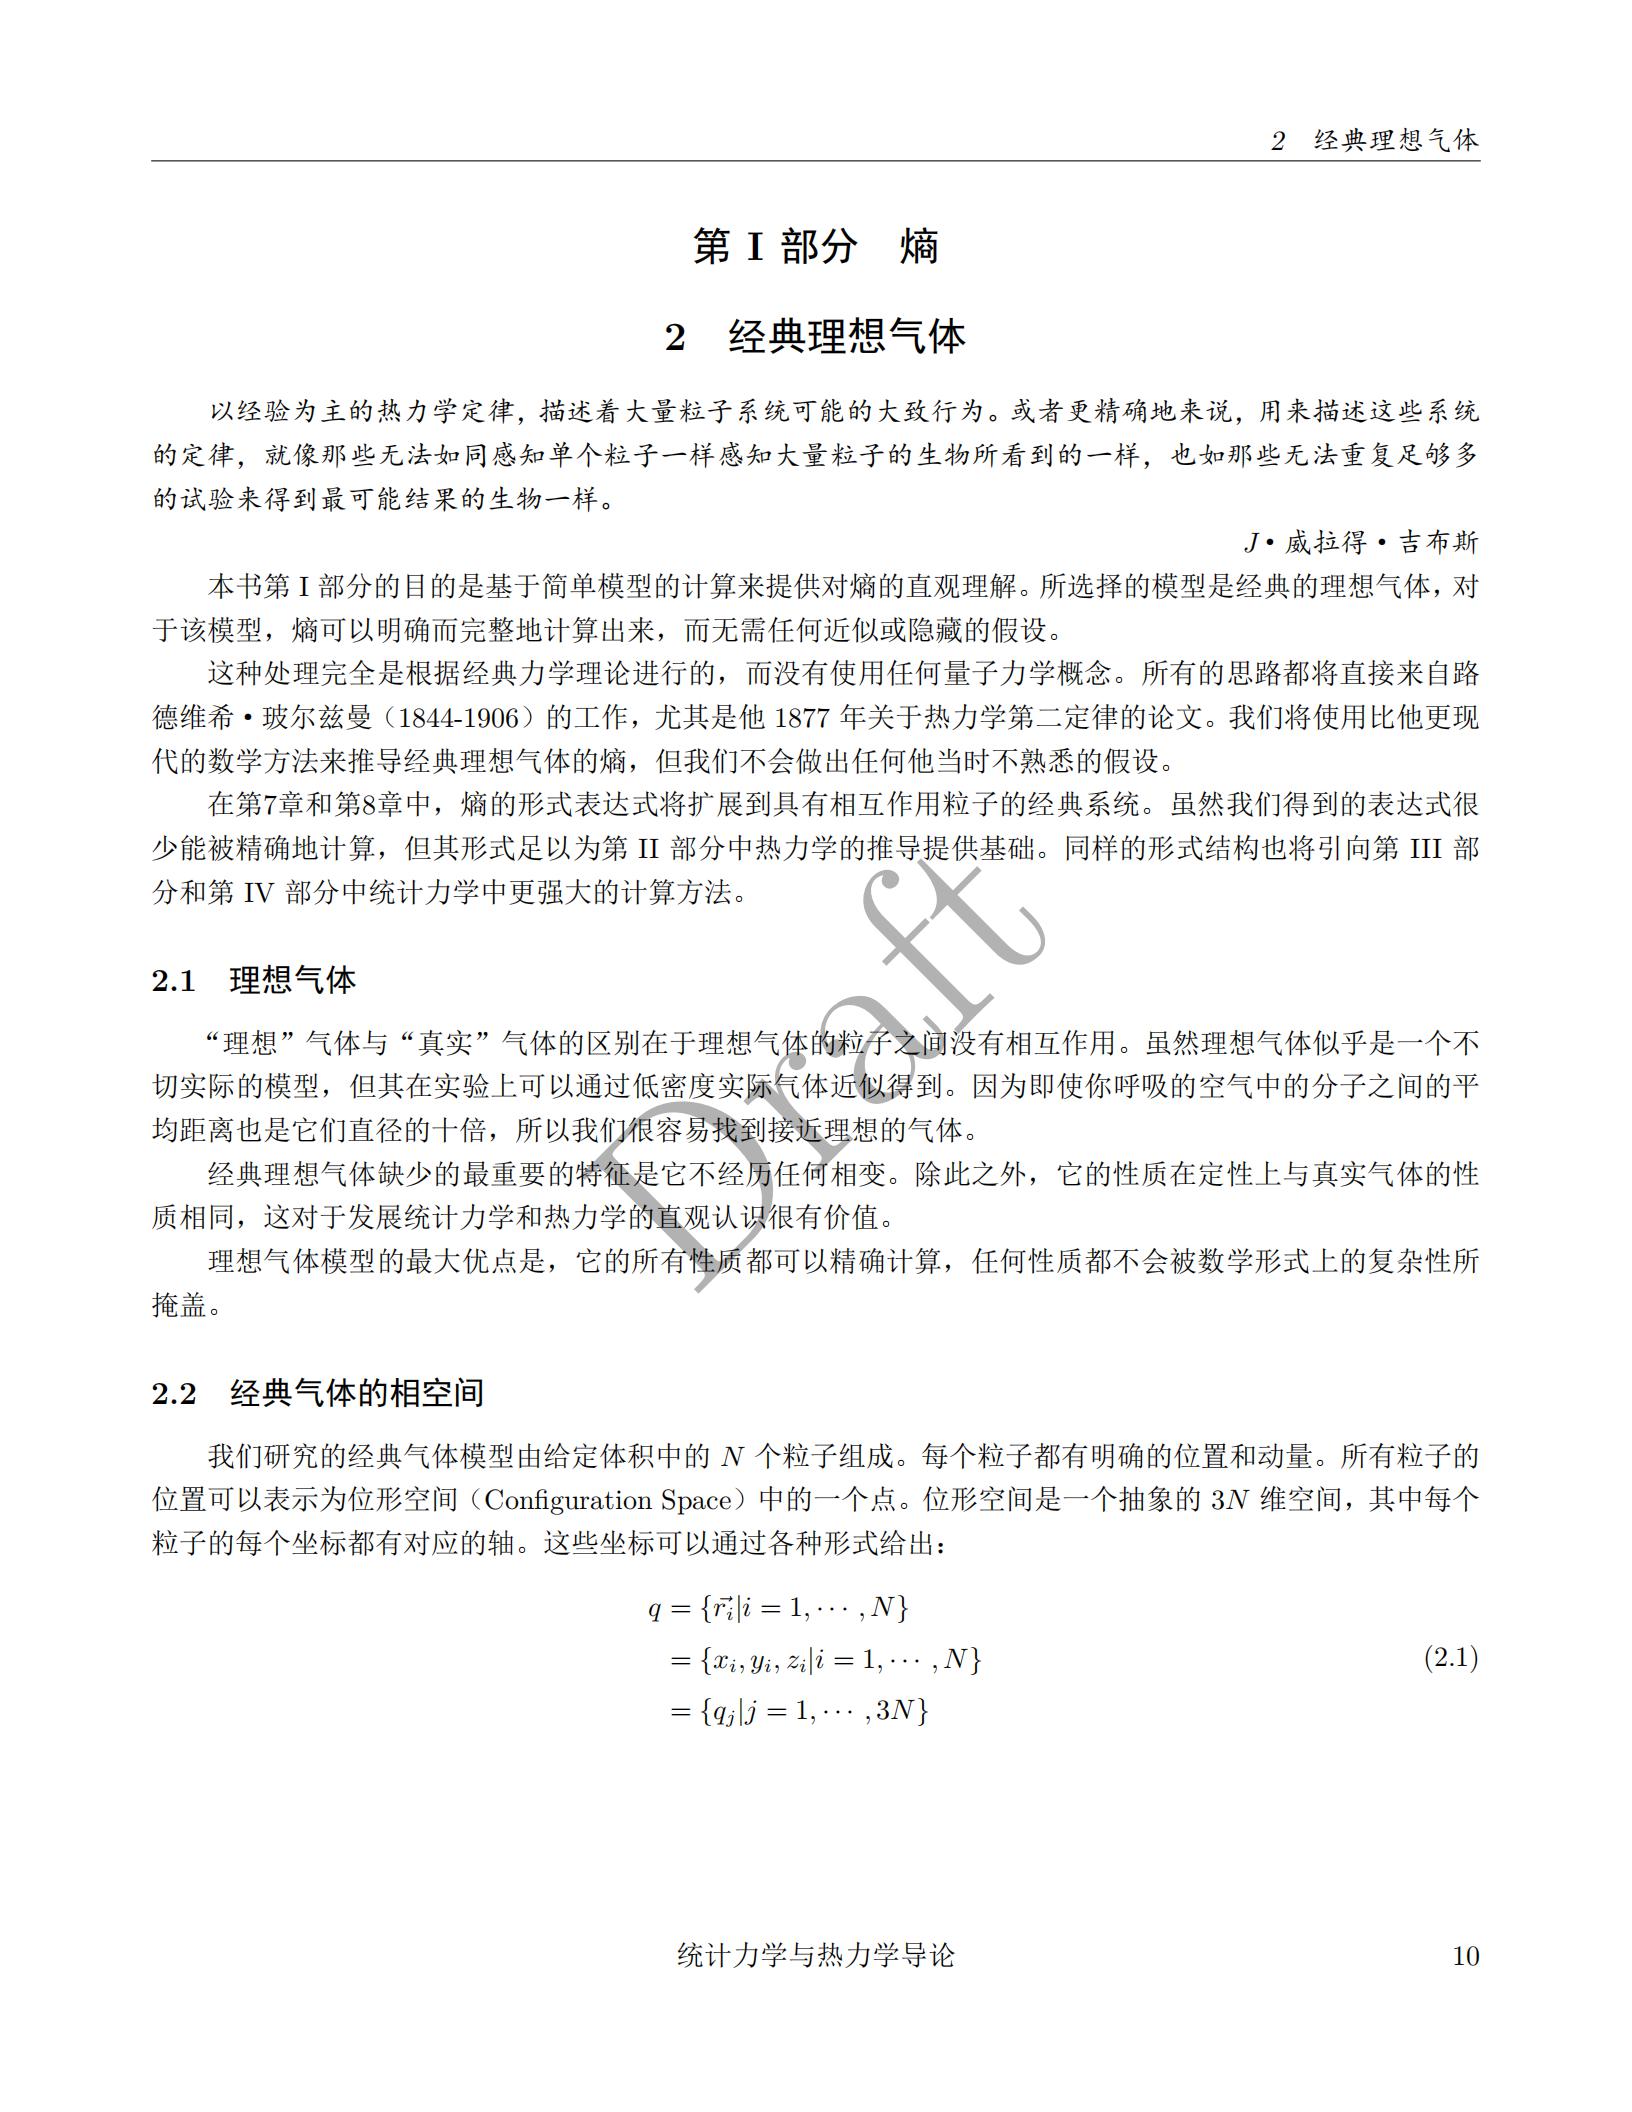 2 经典理想气体
第 I 部分 熵
2 经典理想气体
以经验为主的热力学定律，描述着大量粒子系统可能的大致行为。或者更精确地来说，用来描述这些系统
的定律，就像那些无法如同感知单个粒子一样感知大量粒子的生物所看到的一样，也如那些无法重复足够多
的试验来得到最可能结果的生物一样。
J·威拉得·吉布斯
本书第 I 部分的目的是基于简单模型的计算来提供对熵的直观理解。所选择的模型是经典的理想气体，对
于该模型，熵可以明确而完整地计算出来，而无需任何近似或隐藏的假设。
这种处理完全是根据经典力学理论进行的，而没有使用任何量子力学概念。所有的思路都将直接来自路
德维希·玻尔兹曼（1844-1906）的工作，尤其是他 1877 年关于热力学第二定律的论文。我们将使用比他更现
代的数学方法来推导经典理想气体的熵，但我们不会做出任何他当时不熟悉的假设。
在第7章和第8章中，熵的形式表达式将扩展到具有相互作用粒子的经典系统。虽然我们得到的表达式很
少能被精确地计算，但其形式足以为第 II 部分中热力学的推导提供基础。同样的形式结构也将引向第 III 部
分和第 IV 部分中统计力学中更强大的计算方法。
2.1 理想气体
“理想”气体与“真实”气体的区别在于理想气体的粒子之间没有相互作用。虽然理想气体似乎是一个不
切实际的模型，但其在实验上可以通过低密度实际气体近似得到。因为即使你呼吸的空气中的分子之间的平
均距离也是它们直径的十倍，所以我们很容易找到接近理想的气体。
经典理想气体缺少的最重要的特征是它不经历任何相变。除此之外，它的性质在定性上与真实气体的性
质相同，这对于发展统计力学和热力学的直观认识很有价值。
理想气体模型的最大优点是，它的所有性质都可以精确计算，任何性质都不会被数学形式上的复杂性所
掩盖。
2.2 经典气体的相空间
我们研究的经典气体模型由给定体积中的 N 个粒子组成。每个粒子都有明确的位置和动量。所有粒子的
位置可以表示为位形空间（Configuration Space）中的一个点。位形空间是一个抽象的 3N 维空间，其中每个
粒子的每个坐标都有对应的轴。这些坐标可以通过各种形式给出：
q = {r⃗ᵢ|i = 1, ··· , N}
= {xᵢ, yᵢ, zᵢ|i = 1, ··· , N} (2.1)
= {qⱼ|j = 1, ··· , 3N}
统计力学与热力学导论 10
Draft